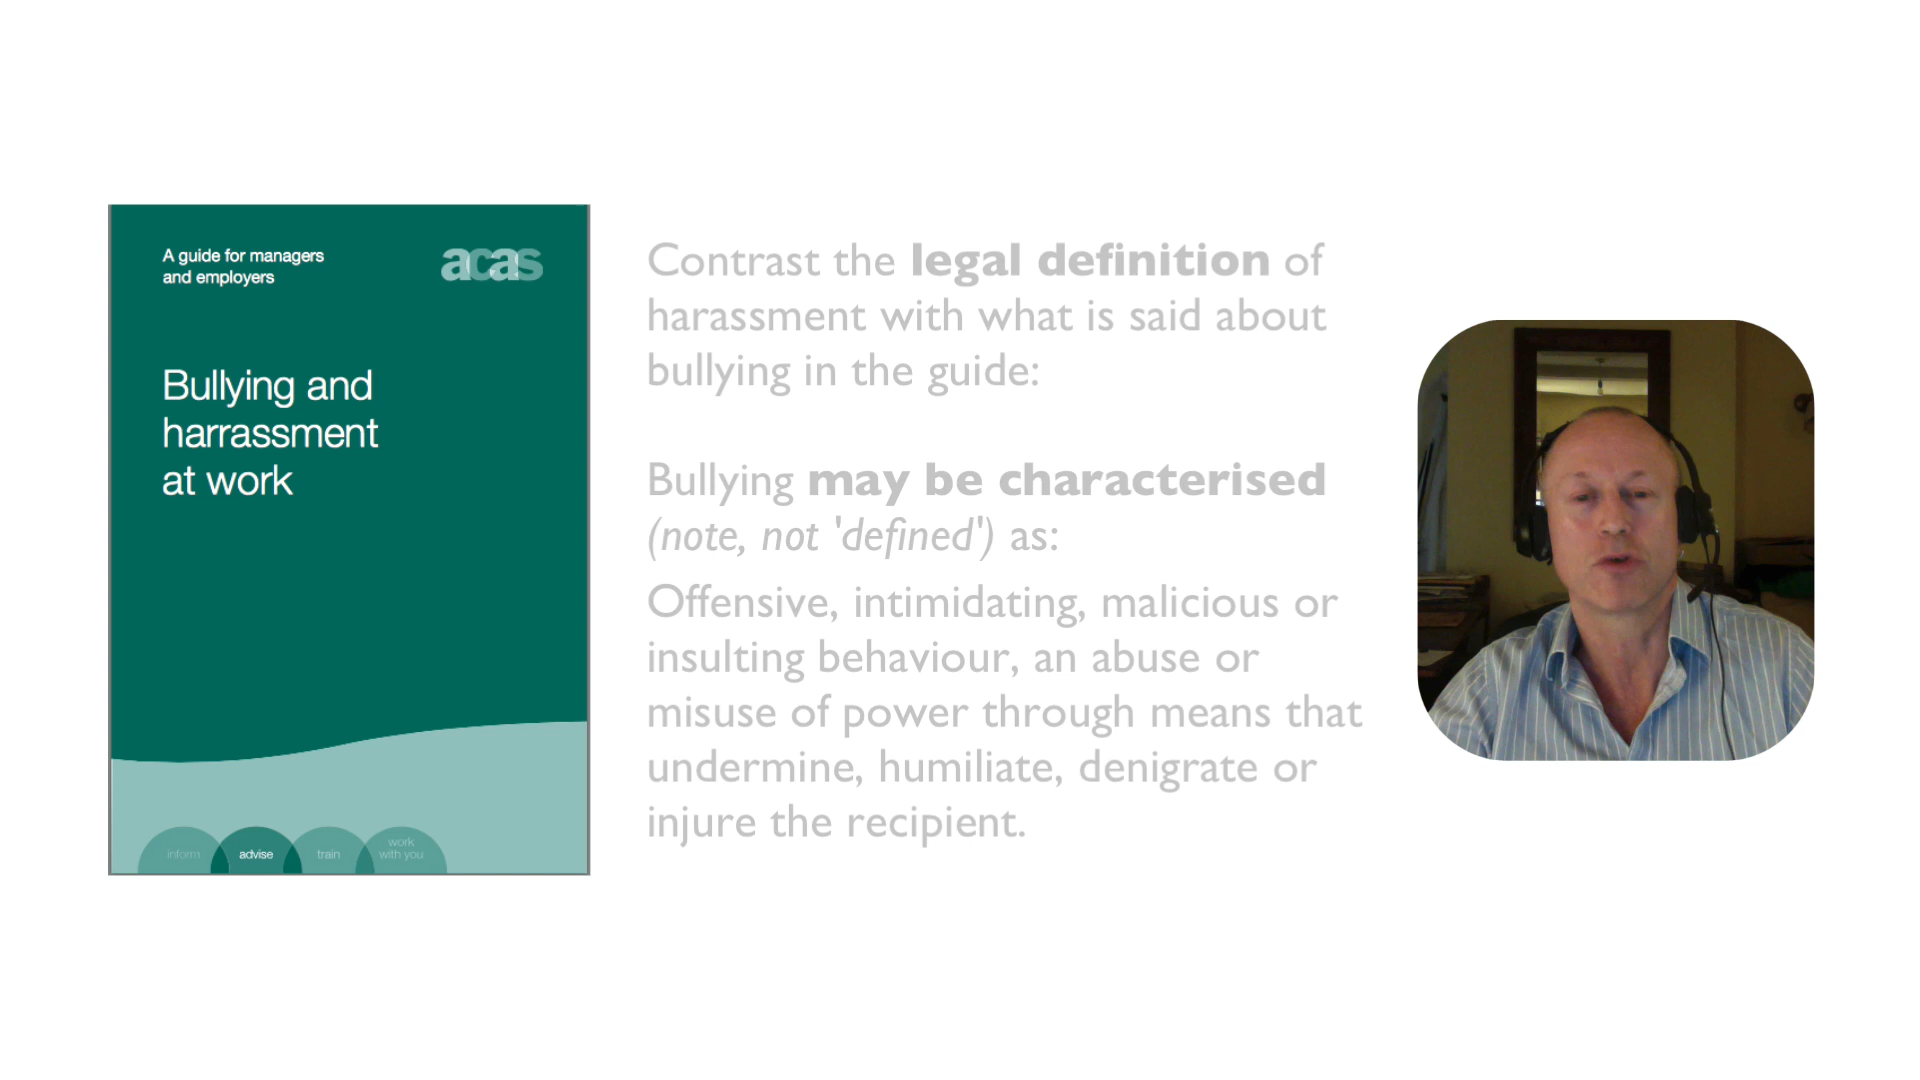 A guide for managers
and employers
acas
Bullying and
harrassment
at work
inform
advise
train
work
with you
Contrast the legal definition of
harassment with what is said about
bullying in the guide:
Bullying may be characterised
(note, not 'defined') as:
Offensive, intimidating, malicious or
insulting behaviour, an abuse or
misuse of power through means that
undermine, humiliate, denigrate or
injure the recipient.